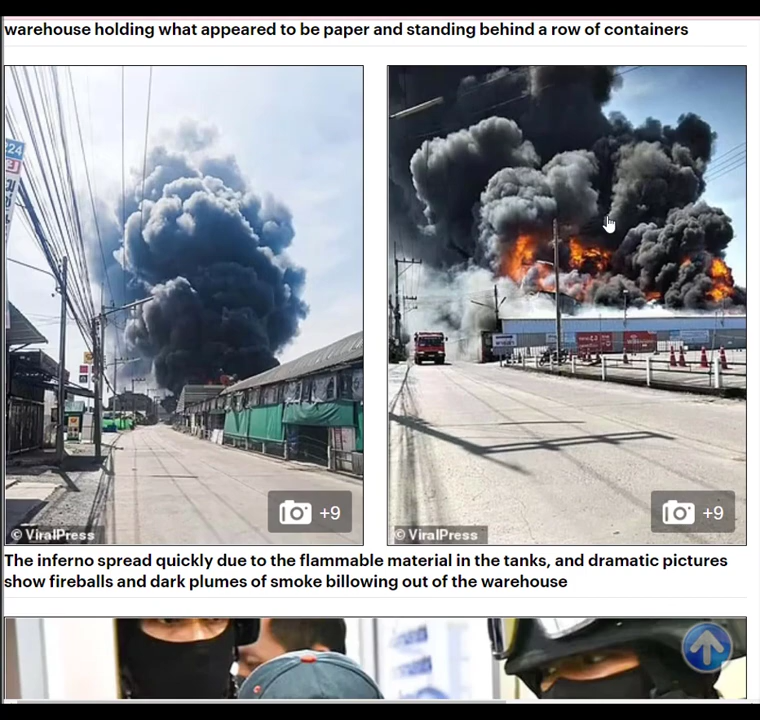 warehouse holding what appeared to be paper and standing behind a row of containers
224
+9
© ViralPress
+9
© ViralPress
The inferno spread quickly due to the flammable material in the tanks, and dramatic pictures
show fireballs and dark plumes of smoke billowing out of the warehouse